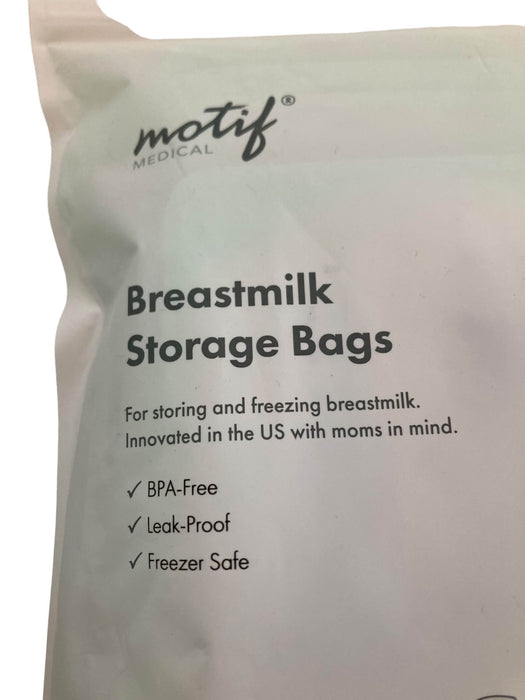 motif®
MEDICAL
Breastmilk
Storage Bags
For storing and freezing breastmilk.
Innovated in the US with moms in mind.
✓ BPA-Free
✓ Leak-Proof
✓ Freezer Safe